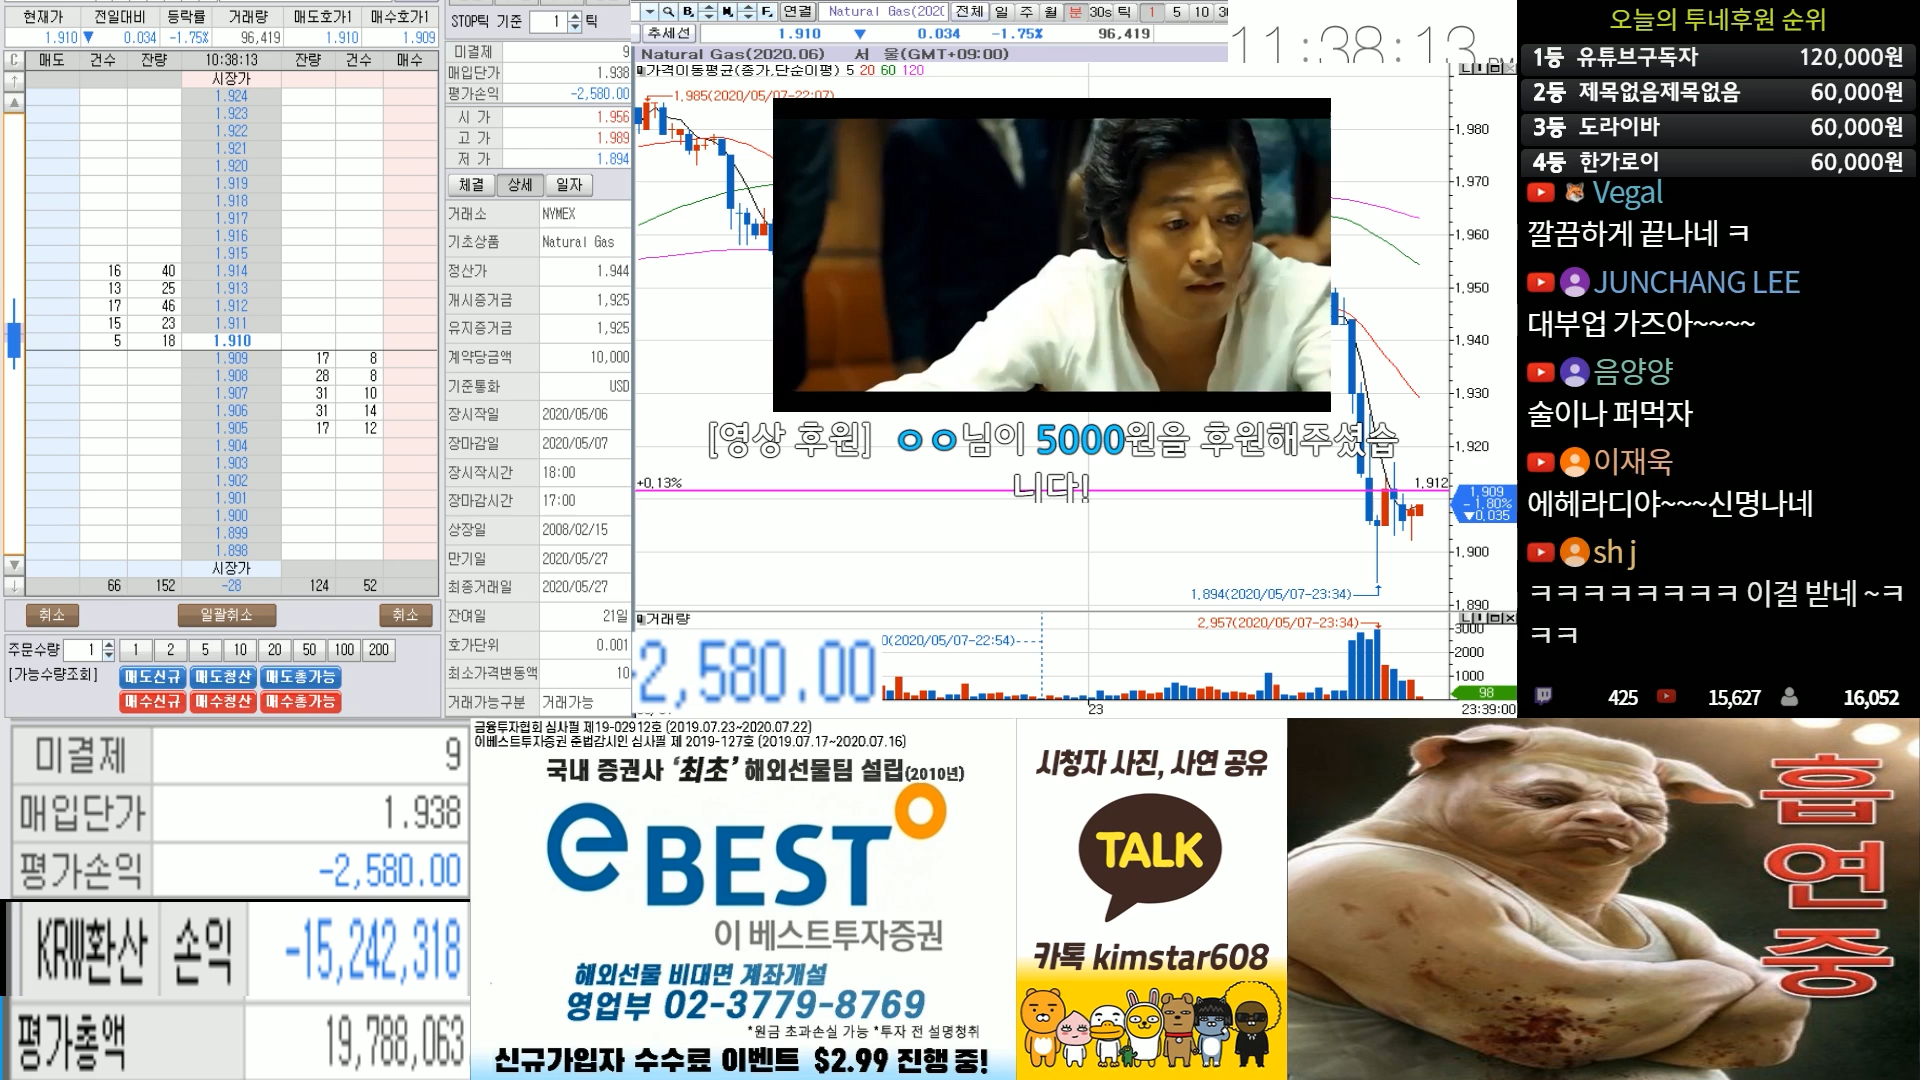 현재가 전일대비 등락률 거래량 매도호가1 매수호가1
1.910 ▼ 0.034 -1.75% 96,419 1.910 1.909
C 매도 건수 잔량 10:38:13 잔량 건수 매수
시장가
1.924
1.923
1.922
1.921
1.920
1.919
1.918
1.917
1.916
1.915
16 40 1.914
13 25 1.913
17 46 1.912
15 23 1.911
5 18 1.910
1.909 17 8
1.908 28 8
1.907 31 10
1.906 31 14
1.905 17 12
1.904
1.903
1.902
1.901
1.900
1.899
1.898
시장가
66 152 -28 124 52
취소 일괄취소 취소
주문수량 1 1 2 5 10 20 50 100 200
[가능수량조회] 매도신규 매도청산 매도총가능
매수신규 매수청산 매수총가능
STOP틱 기준 1 틱
미결제 9
매입단가 1.938
평가손익 -2,580.00
시 가 1.956
고 가 1.989
저 가 1.894
체결 상세 일자
거래소 NYMEX
기초상품 Natural Gas
정산가 1.944
개시증거금 1,925
유지증거금 1,925
계약당금액 10,000
기준통화 USD
장시작일 2020/05/06
장마감일 2020/05/07
장시작시간 18:00
장마감시간 17:00
상장일 2008/02/15
만기일 2020/05/27
최종거래일 2020/05/27
잔여일 21일
호가단위 0.001
최소가격변동액 10
거래가능구분 거래가능
연결 Natural Gas(202( 전체 일 주 월 분 30s 틱 1 5 10 30
추세선 1.910 ▼ 0.034 -1.75% 96,419
Natural Gas(2020.06) 서 울(GMT+09:00)
가격이동평균(종가,단순이평) 5 20 60 120
11:38:13 PM
1,985(2020/05/07-22:07)
1,980
1,970
1,960
1,950
1,940
1,930
1,920
1,900
1,890
[영상 후원] ㅇㅇ님이 5000원을 후원해주셨습
니다!
+0,13% 1,912
1,909
-1,80%
▼0,035
1,894(2020/05/07-23:34)
거래량
2,957(2020/05/07-23:34)
0(2020/05/07-22:54)
-2,580.00
3000
2000
1000
98
23 23:39:00
오늘의 투네후원 순위
1등 유튜브구독자 120,000원
2등 제목없음제목없음 60,000원
3등 도라이바 60,000원
4등 한가로이 60,000원
Vegal
깔끔하게 끝나네 ㅋ
JUNCHANG LEE
대부업 가즈아~~~~
음양양
술이나 퍼먹자
이재욱
에헤라디야~~~신명나네
sh j
ㅋㅋㅋㅋㅋㅋㅋㅋ 이걸 받네 ~ㅋ
ㅋㅋ
425 15,627 16,052
미결제 9
매입단가 1.938
평가손익 -2,580.00
KRW환산 손익 -15,242,318
평가총액 19,788,063
금융투자협회 심사필 제19-02912호 (2019.07.23~2020.07.22)
이베스트투자증권 준법감시인 심사필 제 2019-127호 (2019.07.17~2020.07.16)
국내 증권사 '최초' 해외선물팀 설립(2010년)
eBEST
이베스트투자증권
해외선물 비대면 계좌개설
영업부 02-3779-8769
*원금 초과손실 가능 *투자 전 설명청취
신규가입자 수수료 이벤트 $2.99 진행 중!
시청자 사진, 사연 공유
TALK
카톡 kimstar608
흡
연
중